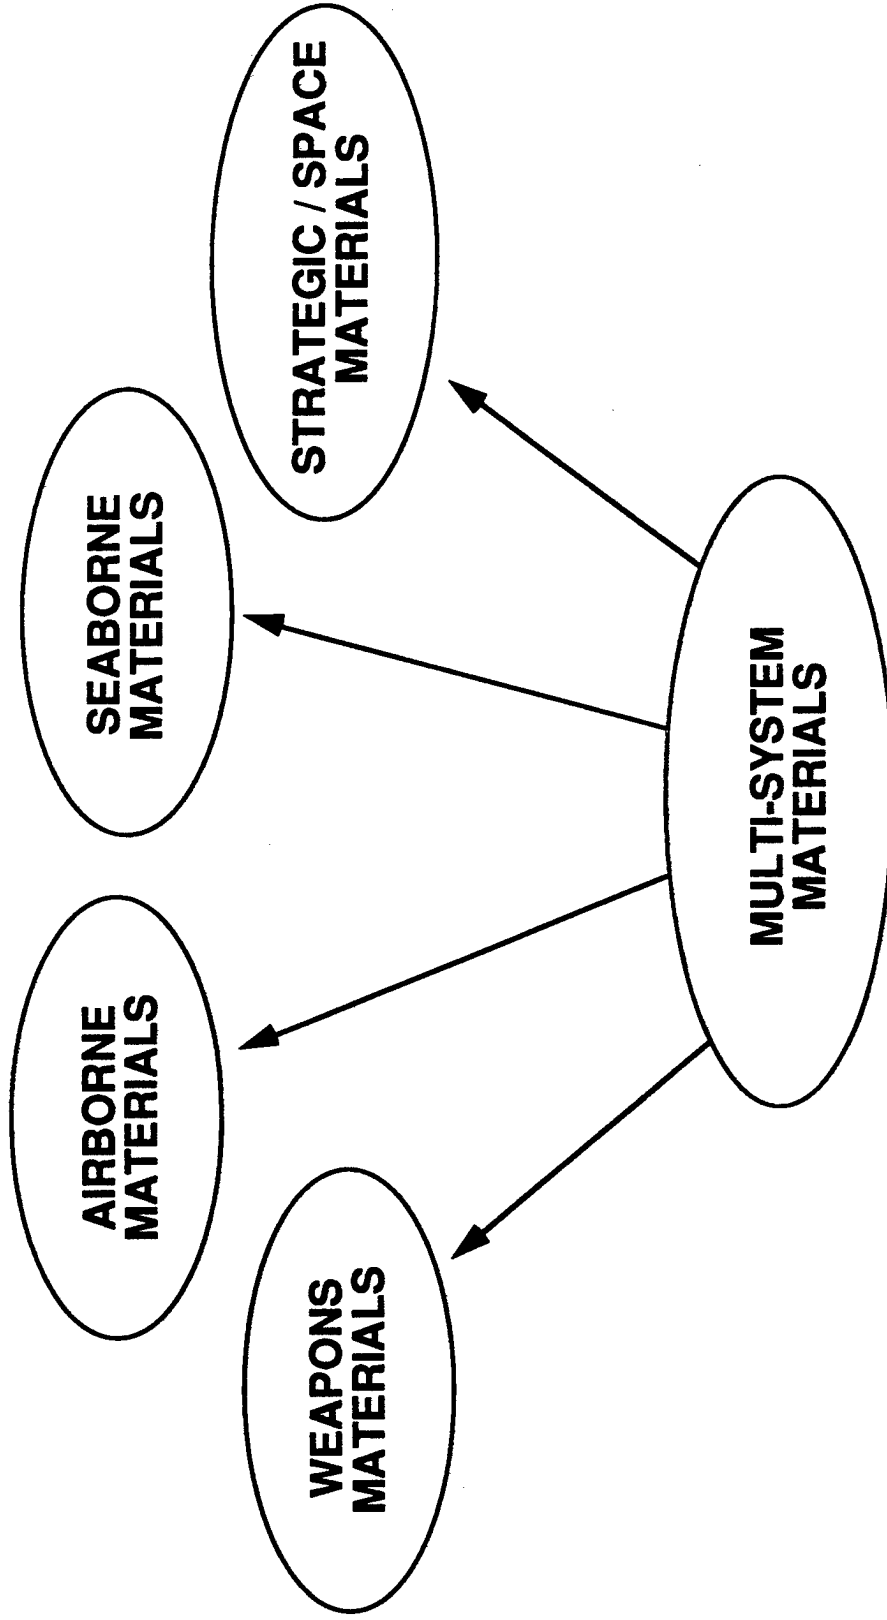 WEAPONS
MATERIALS
AIRBORNE
MATERIALS
SEABORNE
MATERIALS
STRATEGIC / SPACE
MATERIALS
MULTI-SYSTEM
MATERIALS